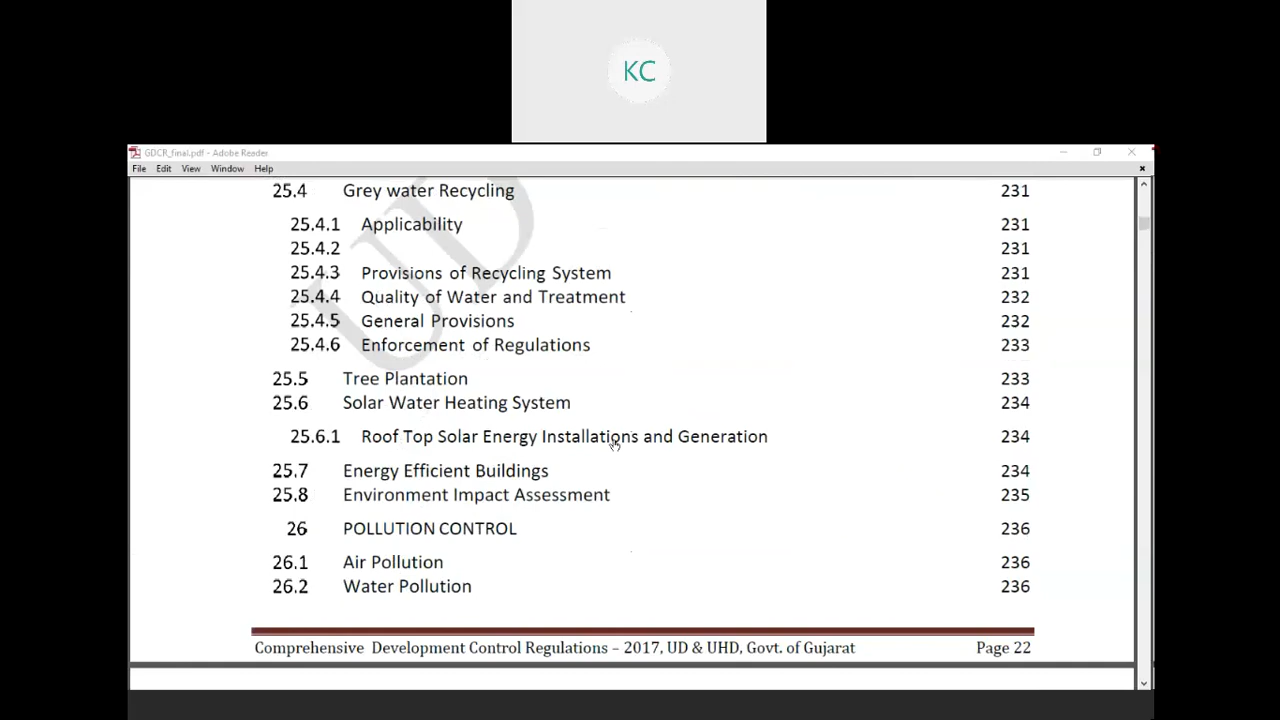 KC
GDCR_final.pdf - Adobe Reader
File Edit View Window Help
25.4 Grey water Recycling 231
25.4.1 Applicability 231
25.4.2 231
25.4.3 Provisions of Recycling System 231
25.4.4 Quality of Water and Treatment 232
25.4.5 General Provisions 232
25.4.6 Enforcement of Regulations 233
25.5 Tree Plantation 233
25.6 Solar Water Heating System 234
25.6.1 Roof Top Solar Energy Installations and Generation 234
25.7 Energy Efficient Buildings 234
25.8 Environment Impact Assessment 235
26 POLLUTION CONTROL 236
26.1 Air Pollution 236
26.2 Water Pollution 236
Comprehensive Development Control Regulations – 2017, UD & UHD, Govt. of Gujarat Page 22
UD